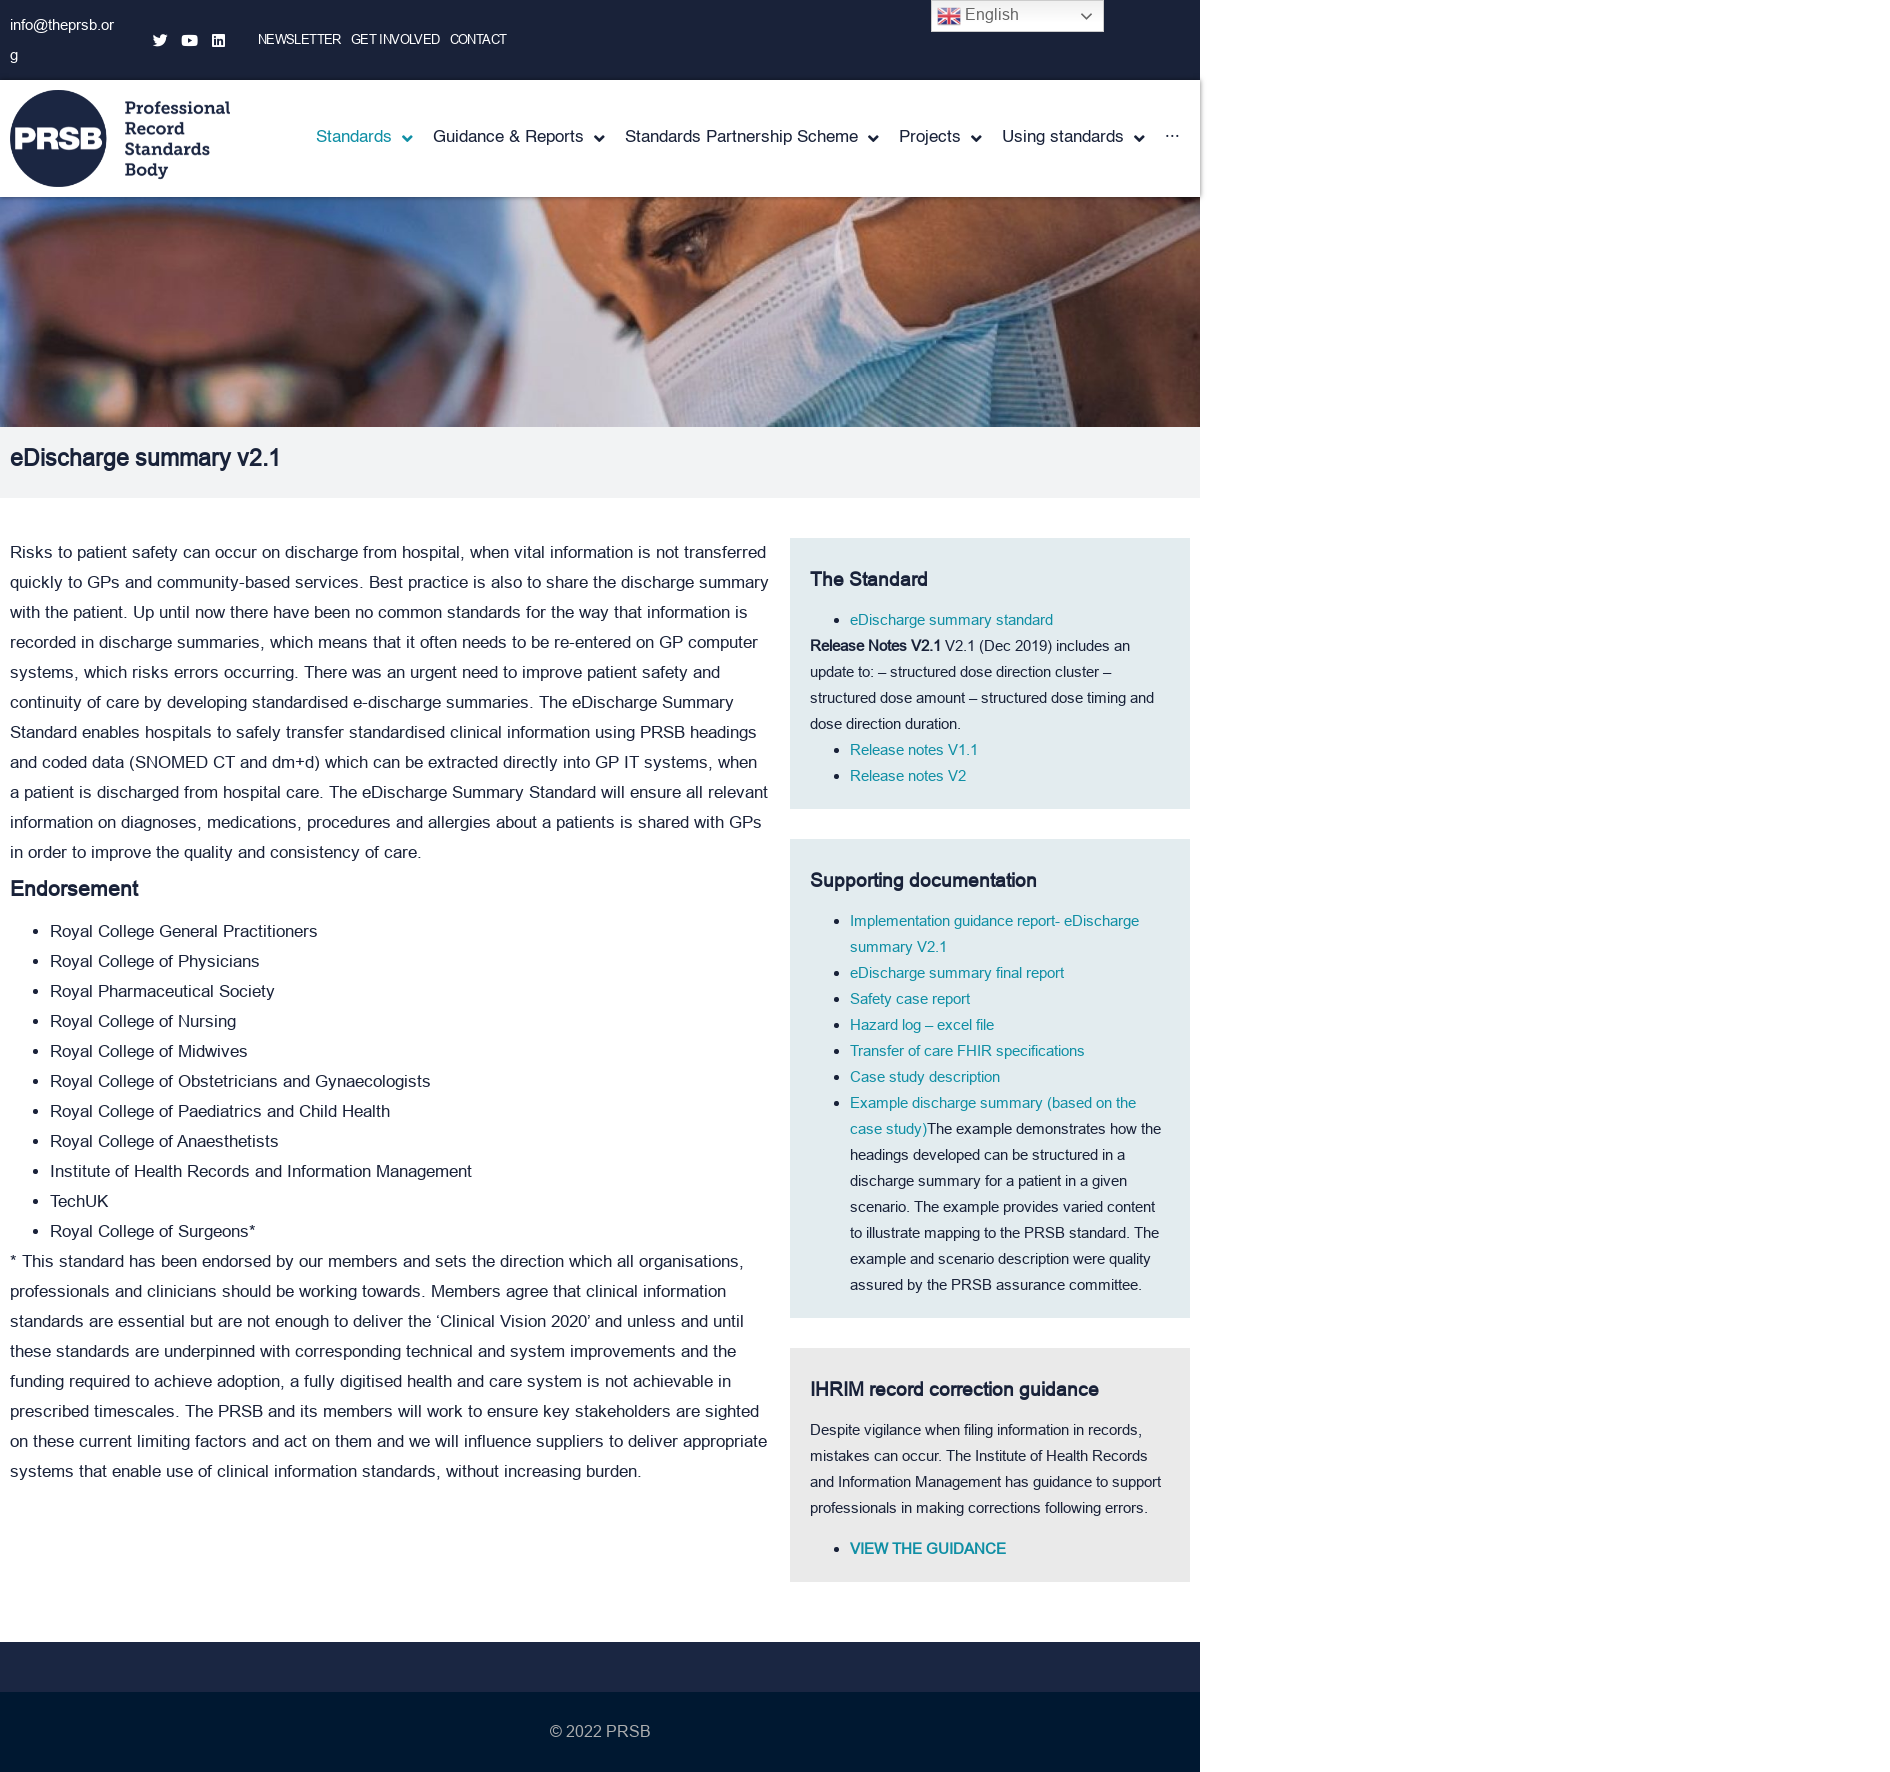 info@theprsb.or
g
NEWSLETTER GET INVOLVED CONTACT
English
PRSB
Professional
Record
Standards
Body
Standards Guidance & Reports Standards Partnership Scheme Projects Using standards ...
eDischarge summary v2.1
Risks to patient safety can occur on discharge from hospital, when vital information is not transferred
quickly to GPs and community-based services. Best practice is also to share the discharge summary
with the patient. Up until now there have been no common standards for the way that information is
recorded in discharge summaries, which means that it often needs to be re-entered on GP computer
systems, which risks errors occurring. There was an urgent need to improve patient safety and
continuity of care by developing standardised e-discharge summaries. The eDischarge Summary
Standard enables hospitals to safely transfer standardised clinical information using PRSB headings
and coded data (SNOMED CT and dm+d) which can be extracted directly into GP IT systems, when
a patient is discharged from hospital care. The eDischarge Summary Standard will ensure all relevant
information on diagnoses, medications, procedures and allergies about a patients is shared with GPs
in order to improve the quality and consistency of care.
Endorsement
• Royal College General Practitioners
• Royal College of Physicians
• Royal Pharmaceutical Society
• Royal College of Nursing
• Royal College of Midwives
• Royal College of Obstetricians and Gynaecologists
• Royal College of Paediatrics and Child Health
• Royal College of Anaesthetists
• Institute of Health Records and Information Management
• TechUK
• Royal College of Surgeons*
* This standard has been endorsed by our members and sets the direction which all organisations,
professionals and clinicians should be working towards. Members agree that clinical information
standards are essential but are not enough to deliver the ‘Clinical Vision 2020’ and unless and until
these standards are underpinned with corresponding technical and system improvements and the
funding required to achieve adoption, a fully digitised health and care system is not achievable in
prescribed timescales. The PRSB and its members will work to ensure key stakeholders are sighted
on these current limiting factors and act on them and we will influence suppliers to deliver appropriate
systems that enable use of clinical information standards, without increasing burden.
The Standard
• eDischarge summary standard
Release Notes V2.1 V2.1 (Dec 2019) includes an
update to: – structured dose direction cluster –
structured dose amount – structured dose timing and
dose direction duration.
• Release notes V1.1
• Release notes V2
Supporting documentation
• Implementation guidance report- eDischarge
summary V2.1
• eDischarge summary final report
• Safety case report
• Hazard log – excel file
• Transfer of care FHIR specifications
• Case study description
• Example discharge summary (based on the
case study)The example demonstrates how the
headings developed can be structured in a
discharge summary for a patient in a given
scenario. The example provides varied content
to illustrate mapping to the PRSB standard. The
example and scenario description were quality
assured by the PRSB assurance committee.
IHRIM record correction guidance
Despite vigilance when filing information in records,
mistakes can occur. The Institute of Health Records
and Information Management has guidance to support
professionals in making corrections following errors.
• VIEW THE GUIDANCE
© 2022 PRSB